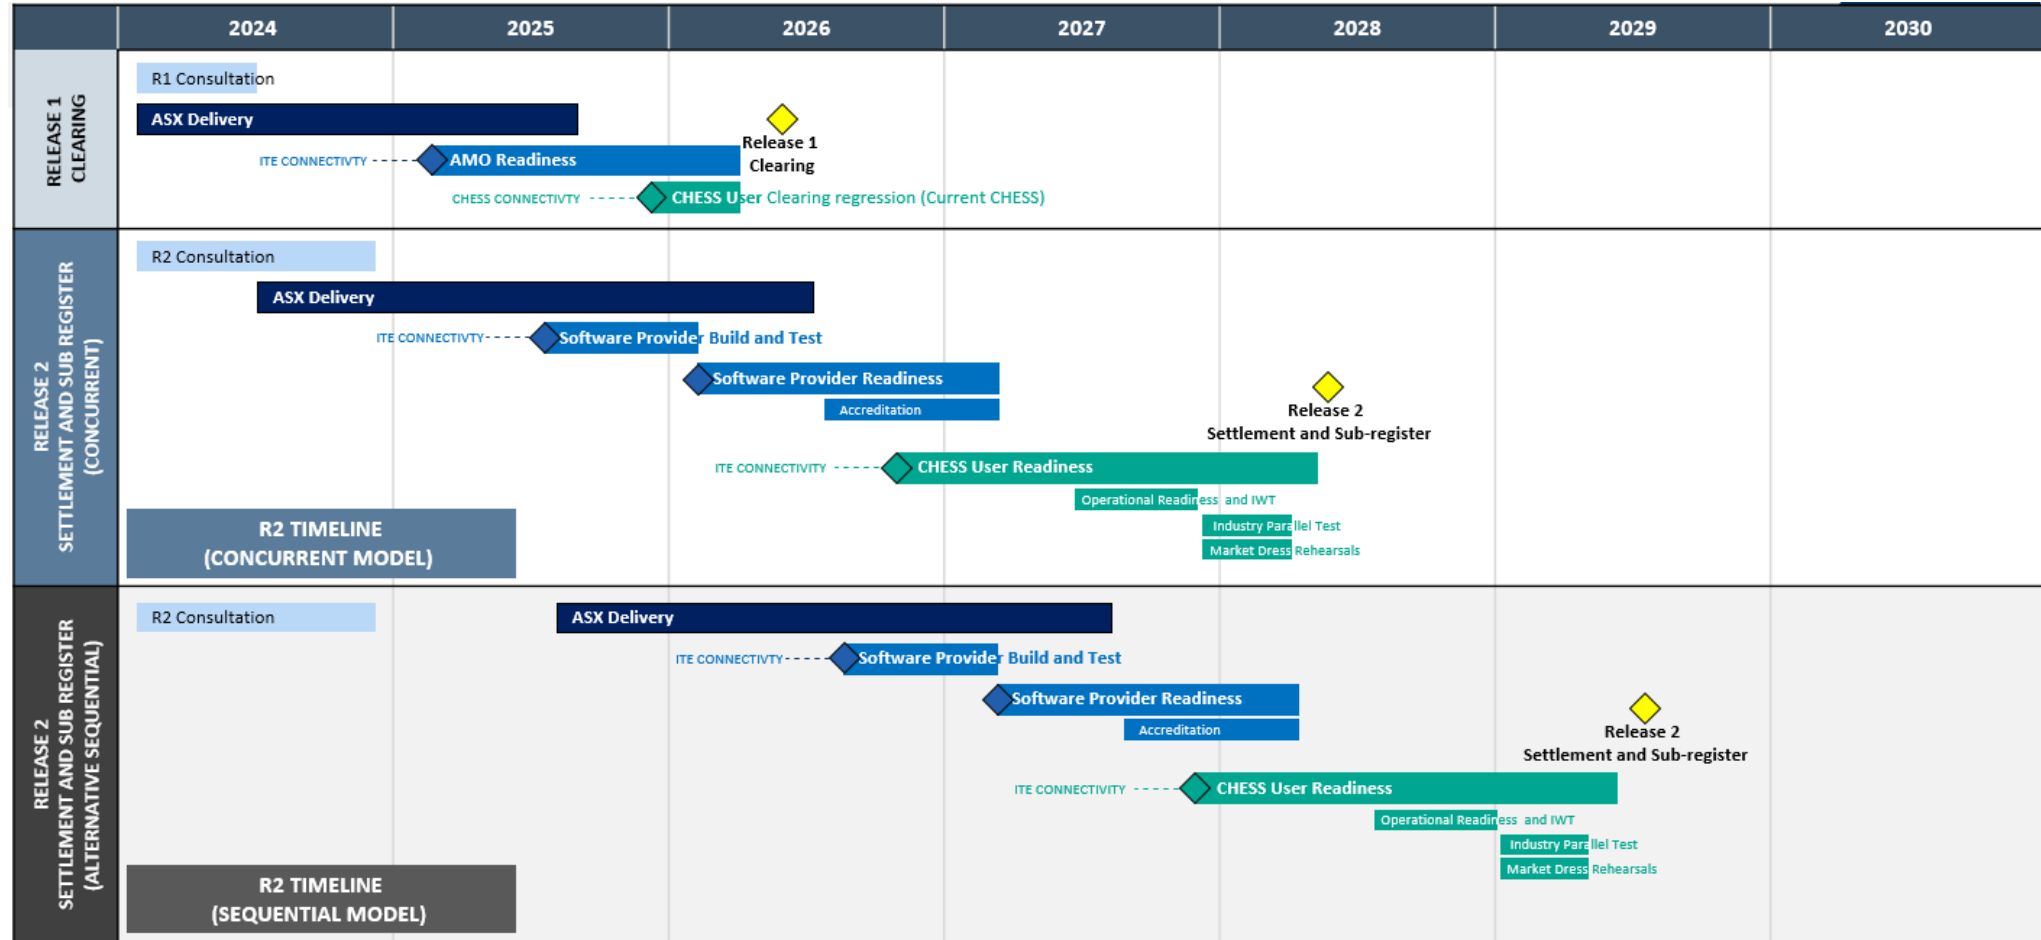 2024
2025
2026
2027
2028
2029
2030
RELEASE 1
CLEARING
R1 Consultation
ASX Delivery
Release 1
Clearing
ITE CONNECTIVTY
AMO Readiness
CHESS CONNECTIVTY
CHESS User Clearing regression (Current CHESS)
RELEASE 2
SETTLEMENT AND SUB REGISTER
(CONCURRENT)
R2 Consultation
ASX Delivery
ITE CONNECTIVTY
Software Provider Build and Test
Software Provider Readiness
Accreditation
Release 2
Settlement and Sub-register
ITE CONNECTIVITY
CHESS User Readiness
Operational Readiness and IWT
Industry Parallel Test
Market Dress Rehearsals
R2 TIMELINE
(CONCURRENT MODEL)
RELEASE 2
SETTLEMENT AND SUB REGISTER
(ALTERNATIVE SEQUENTIAL)
R2 Consultation
ASX Delivery
ITE CONNECTIVTY
Software Provider Build and Test
Software Provider Readiness
Accreditation
Release 2
Settlement and Sub-register
ITE CONNECTIVITY
CHESS User Readiness
Operational Readiness and IWT
Industry Parallel Test
Market Dress Rehearsals
R2 TIMELINE
(SEQUENTIAL MODEL)